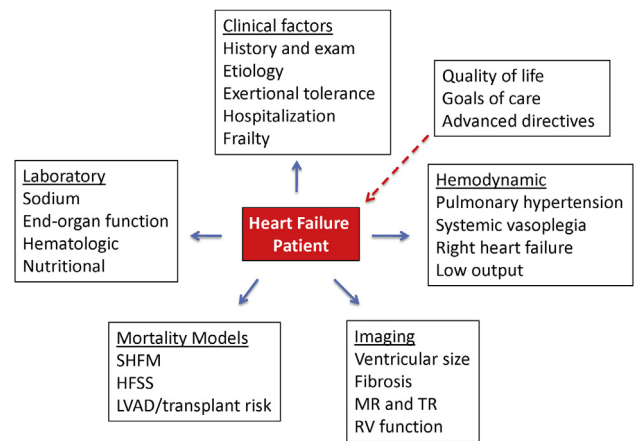 Clinical factors
History and exam
Etiology
Exertional tolerance
Hospitalization
Frailty
Quality of life
Goals of care
Advanced directives
Laboratory
Sodium
End-organ function
Hematologic
Nutritional
Heart Failure
Patient
Hemodynamic
Pulmonary hypertension
Systemic vasoplegia
Right heart failure
Low output
Mortality Models
SHFM
HFSS
LVAD/transplant risk
Imaging
Ventricular size
Fibrosis
MR and TR
RV function